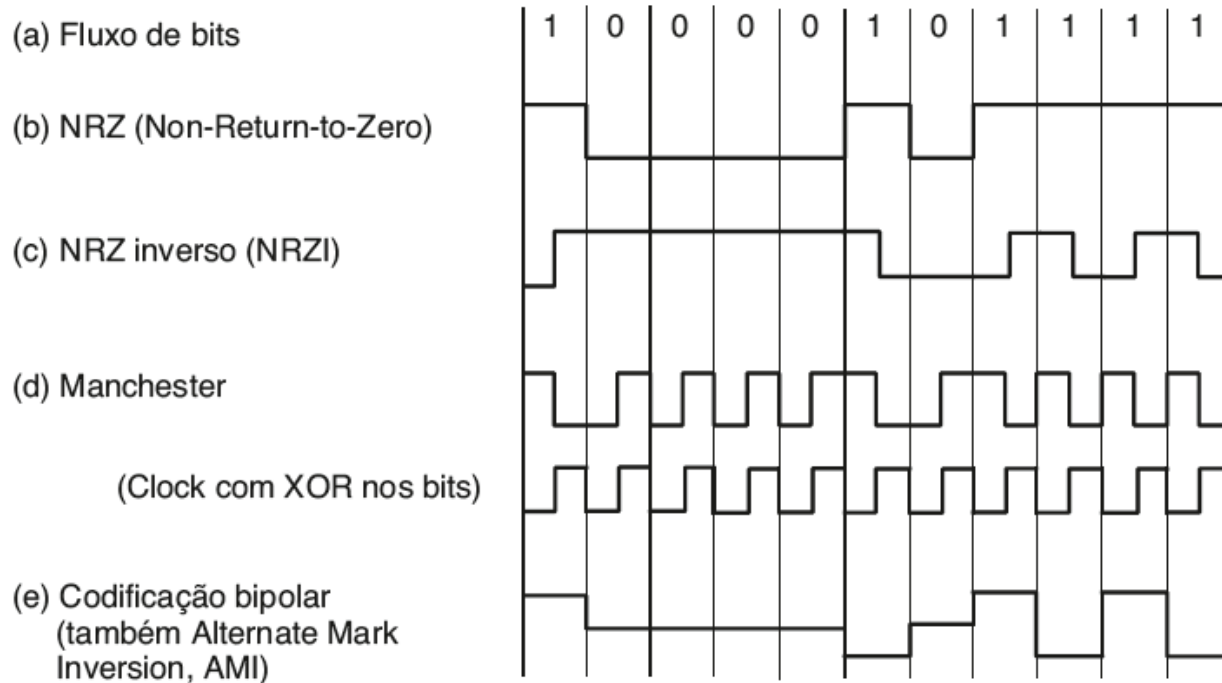 (a) Fluxo de bits 1 0 0 0 0 1 0 1 1 1 1
(b) NRZ (Non-Return-to-Zero)
(c) NRZ inverso (NRZI)
(d) Manchester
(Clock com XOR nos bits)
(e) Codificação bipolar
(também Alternate Mark
Inversion, AMI)